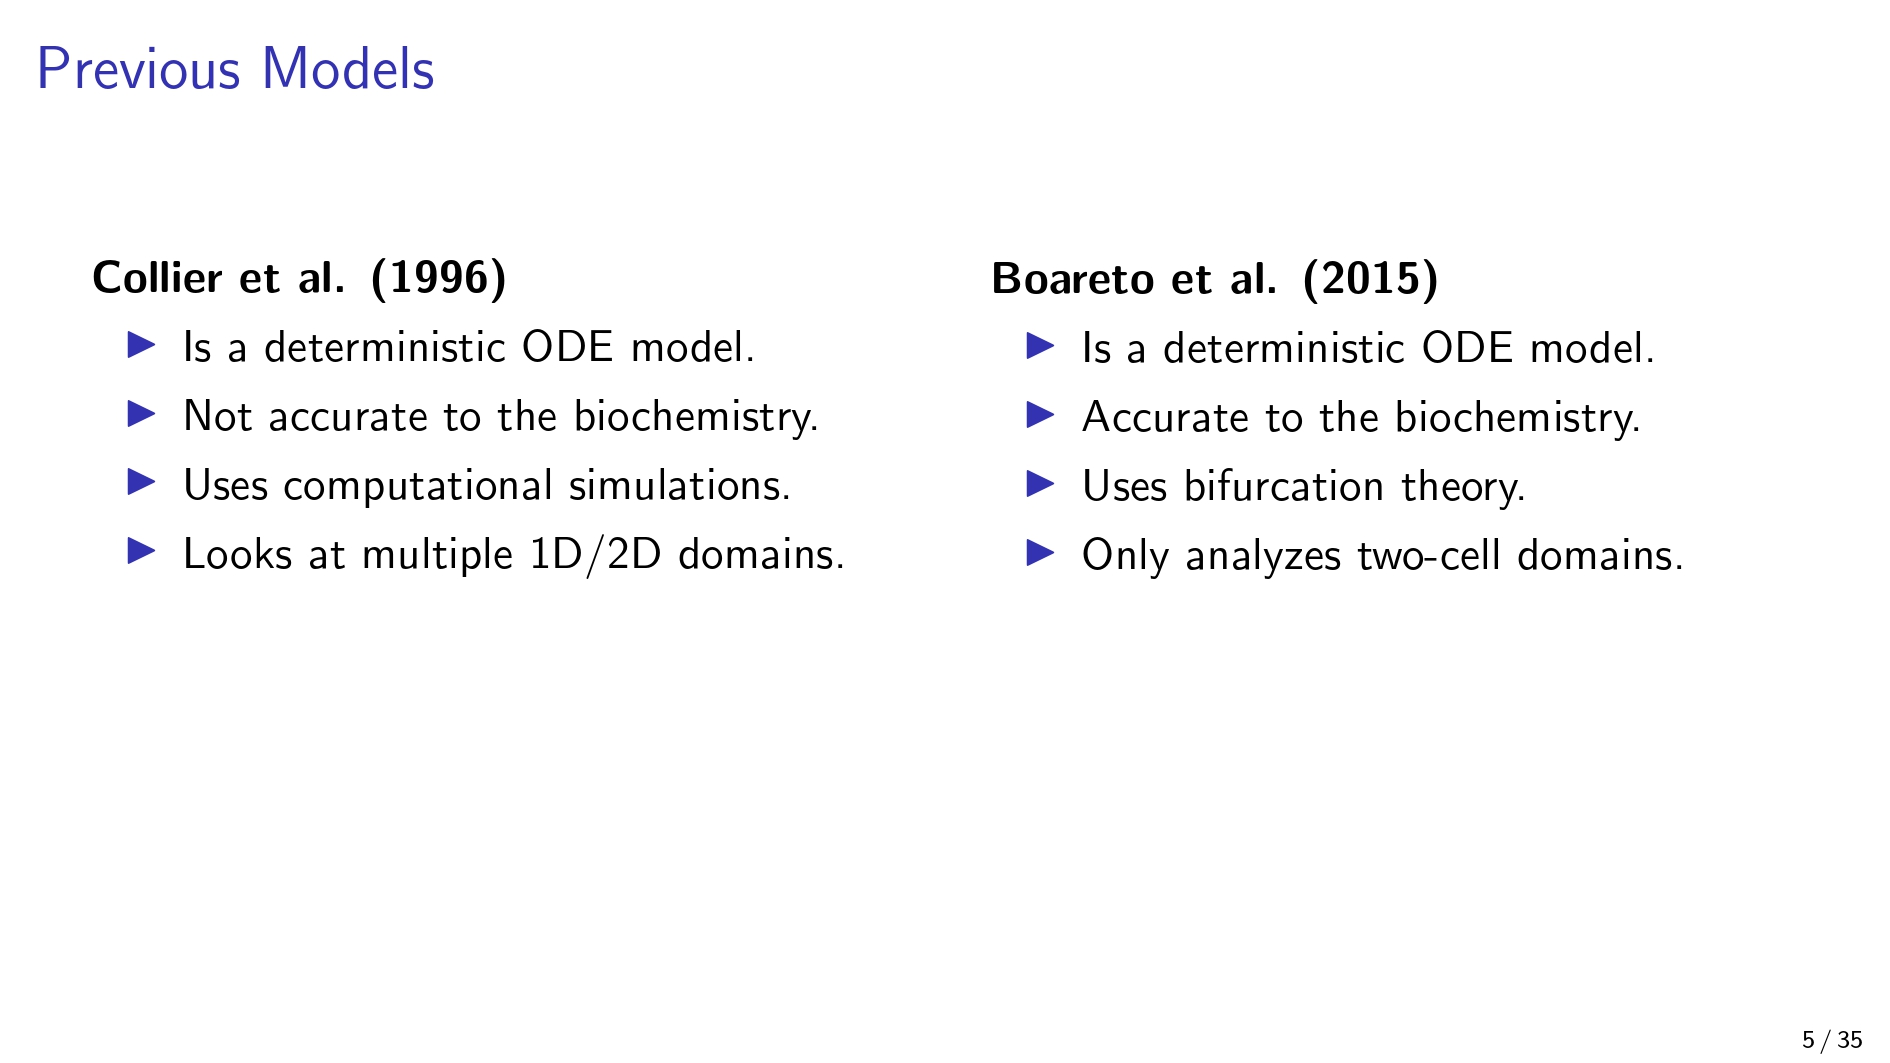 Previous Models
Collier et al. (1996)
Is a deterministic ODE model.
Not accurate to the biochemistry.
Uses computational simulations.
Looks at multiple 1D/2D domains.
Boareto et al. (2015)
Is a deterministic ODE model.
Accurate to the biochemistry.
Uses bifurcation theory.
Only analyzes two-cell domains.
5 / 35